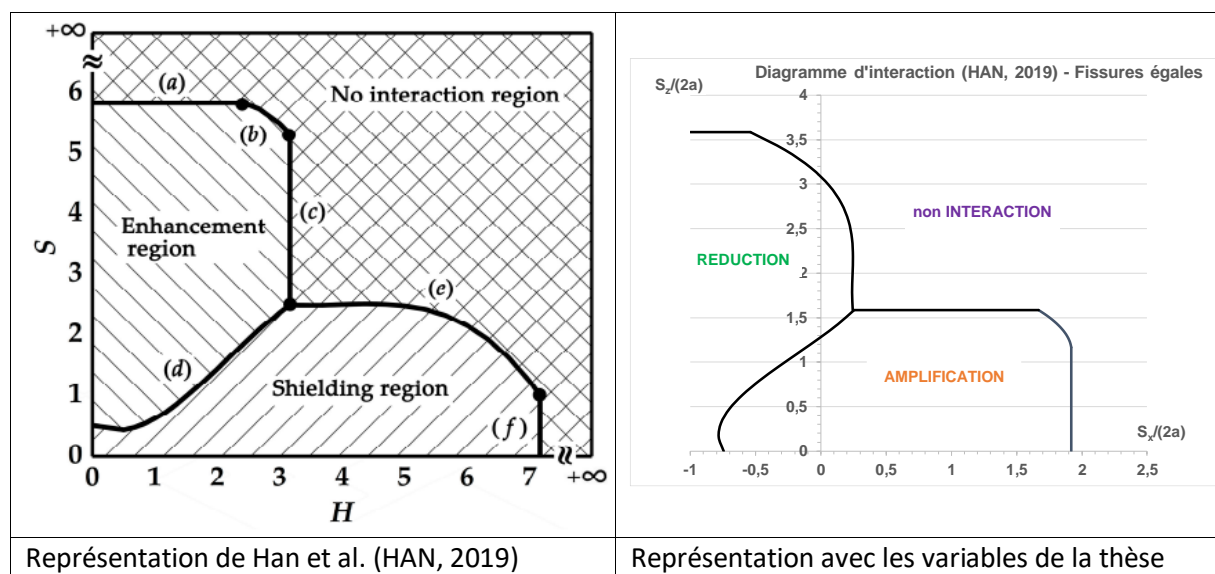 +∞
≈
6
5
4
3
2
1
0
S
(a)
(b)
No interaction region
(c)
Enhancement
region
(e)
(d)
Shielding region
(f)
0 1 2 3 4 5 6 7 ≈ +∞
H
Diagramme d'interaction (HAN, 2019) - Fissures égales
S_z/(2a)
4
3,5
3
2,5
2
1,5
1
0,5
0
non INTERACTION
REDUCTION
AMPLIFICATION
S_x/(2a)
-1 -0,5 0 0,5 1 1,5 2 2,5
Représentation de Han et al. (HAN, 2019)
Représentation avec les variables de la thèse